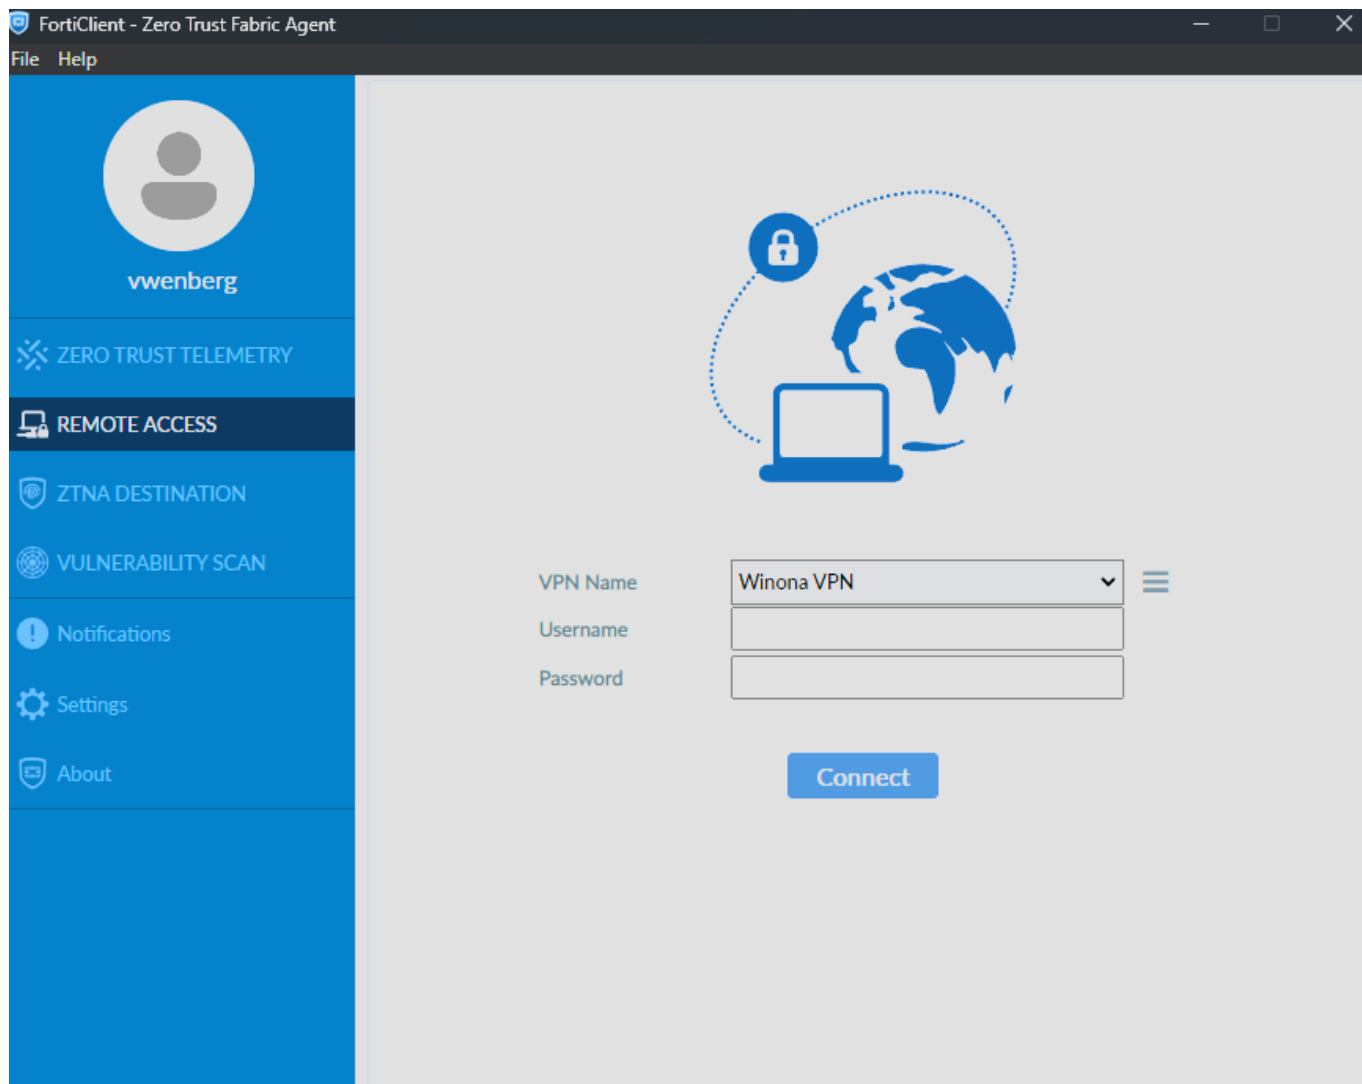 FortiClient - Zero Trust Fabric Agent
File Help
vwenberg
ZERO TRUST TELEMETRY
REMOTE ACCESS
ZTNA DESTINATION
VULNERABILITY SCAN
Notifications
Settings
About
VPN Name Winona VPN
Username
Password
Connect